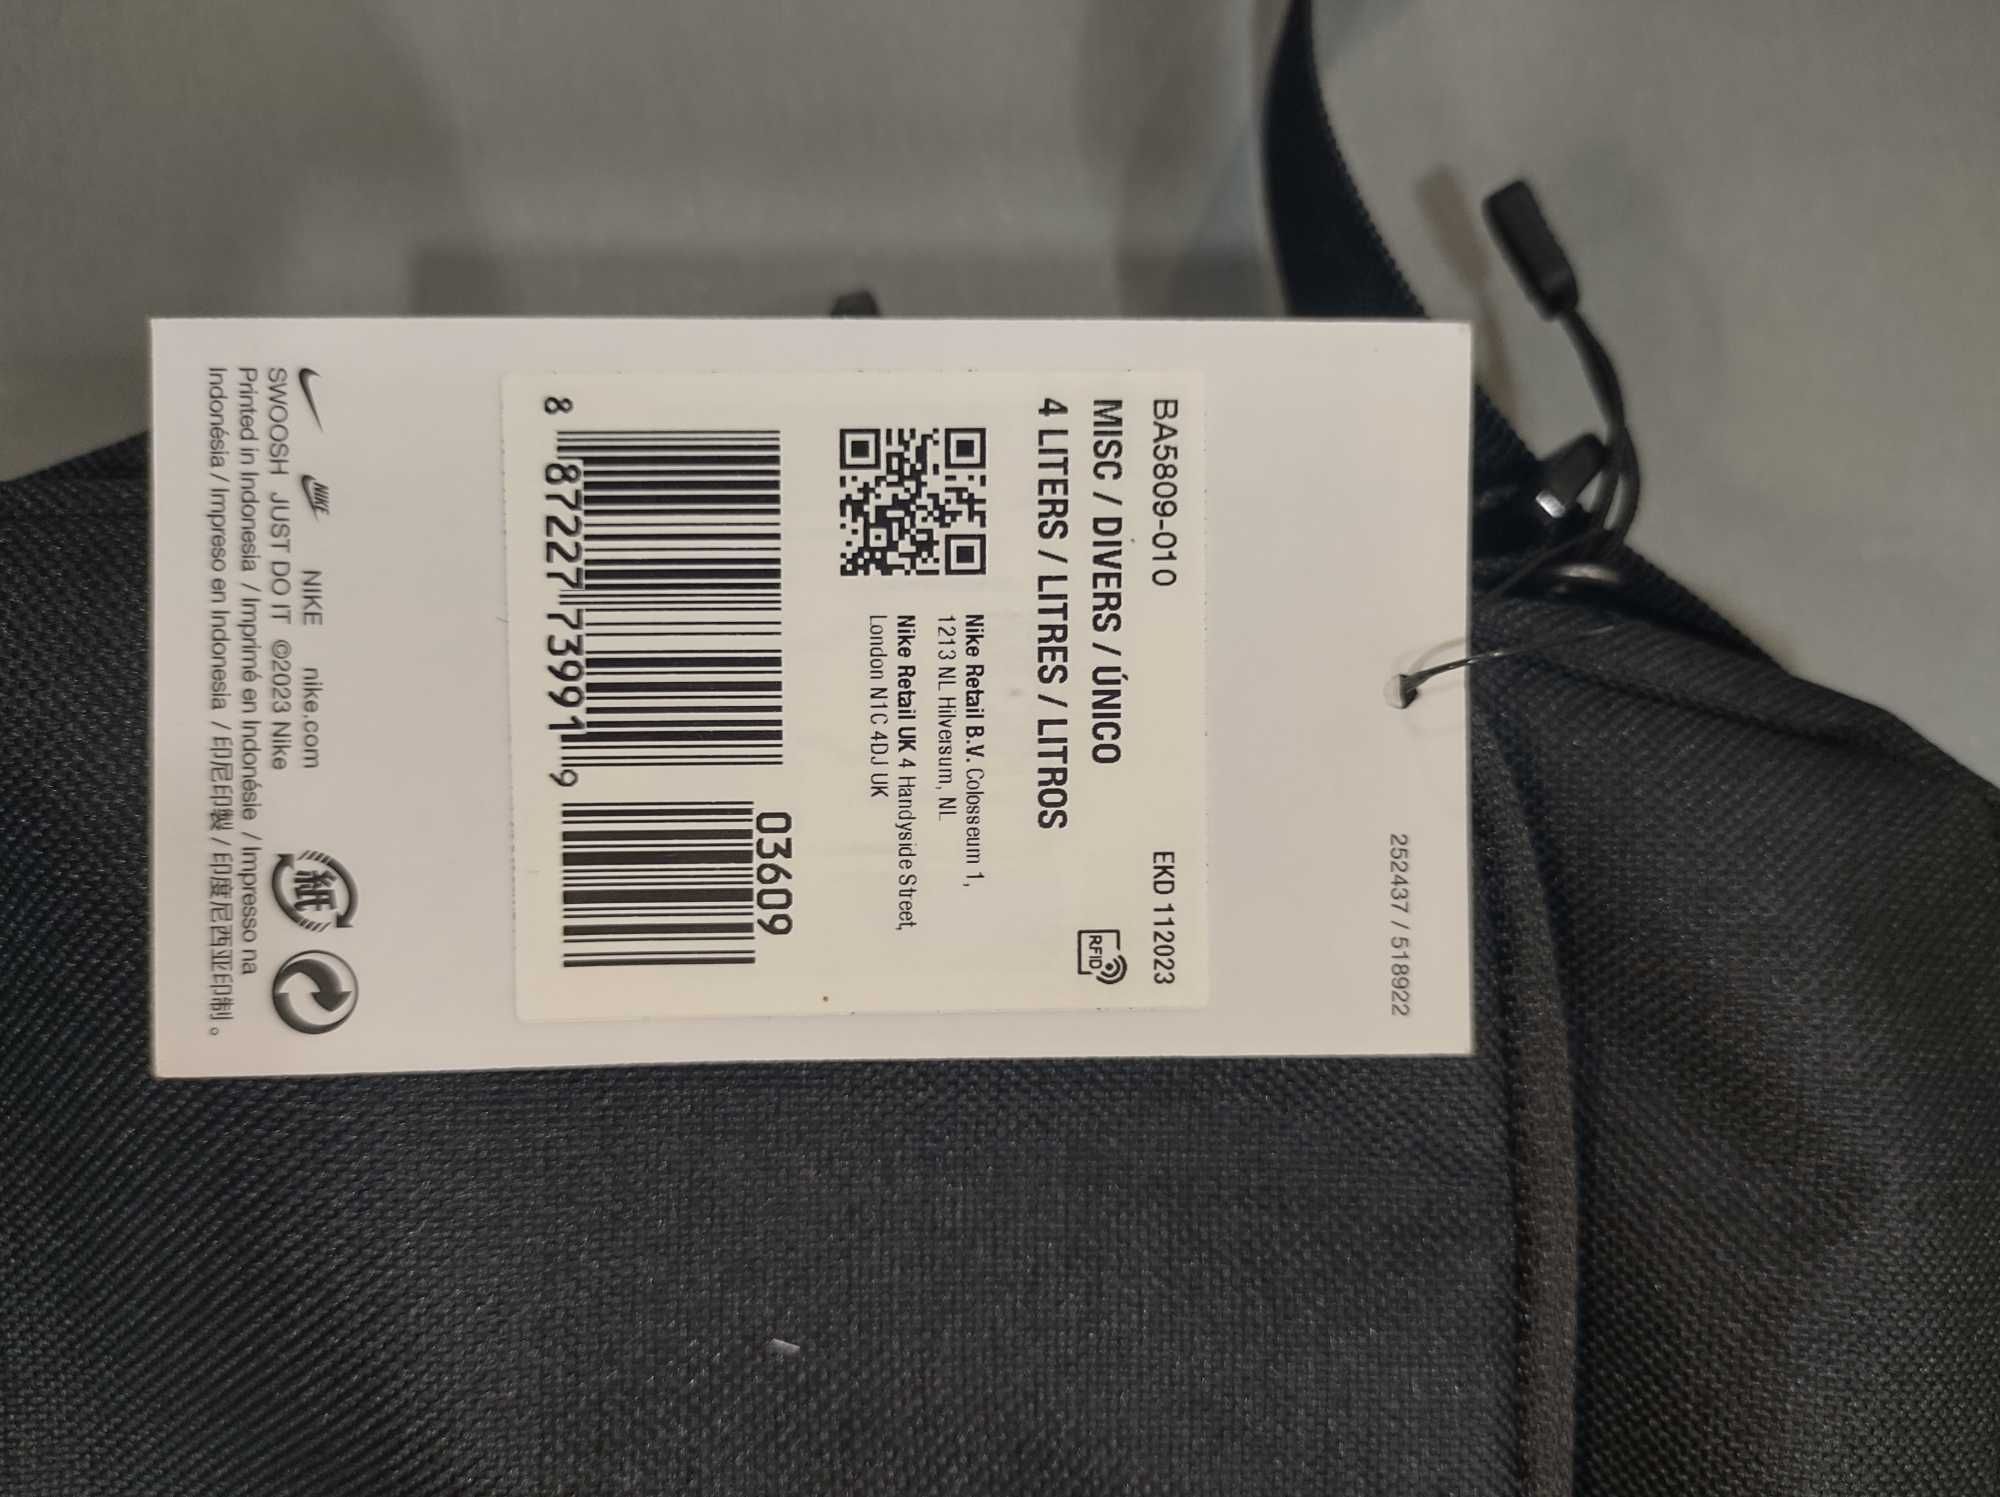 252437 / 518922
BA5809-010 EKD 112023
MISC / DIVERS / ÚNICO
RFID
4 LITERS / LITRES / LITROS
Nike Retail B.V. Colosseum 1,
1213 NL Hilversum, NL
Nike Retail UK 4 Handyside Street,
London N1C 4DJ UK
03609
8 87227 73991 9
NIKE NIKE nike.com
紙
SWOOSH JUST DO IT ©2023 Nike
Printed in Indonesia / Imprimé en Indonésie / Impresso na
Indonésia / Impreso en Indonesia / 印尼印製 / 印度尼西亚印制。